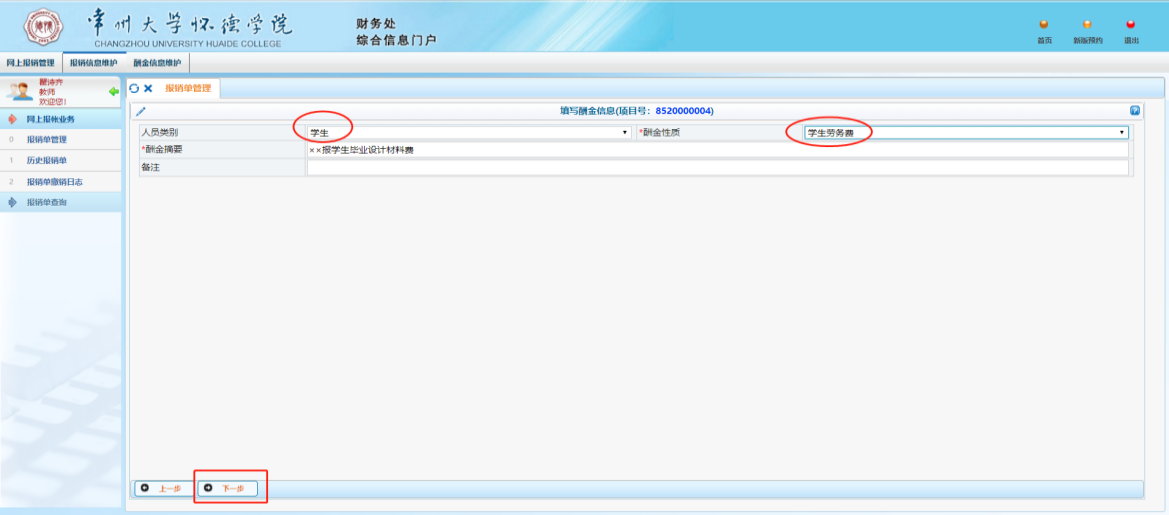 常州大学怀德学院
CHANGZHOU UNIVERSITY HUAIDE COLLEGE
财务处
综合信息门户
首页 新版预约 退出
网上报销管理 报销信息维护 酬金信息维护
教师
欢迎您!
报销单管理
填写酬金信息(项目号: 8520000004)
网上报账业务
0 报销单管理
1 历史报销单
2 报销单撤销日志
报销单查询
人员类别 学生 *酬金性质 学生劳务费
*酬金摘要 ××报学生毕业设计材料费
备注
上一步 下一步